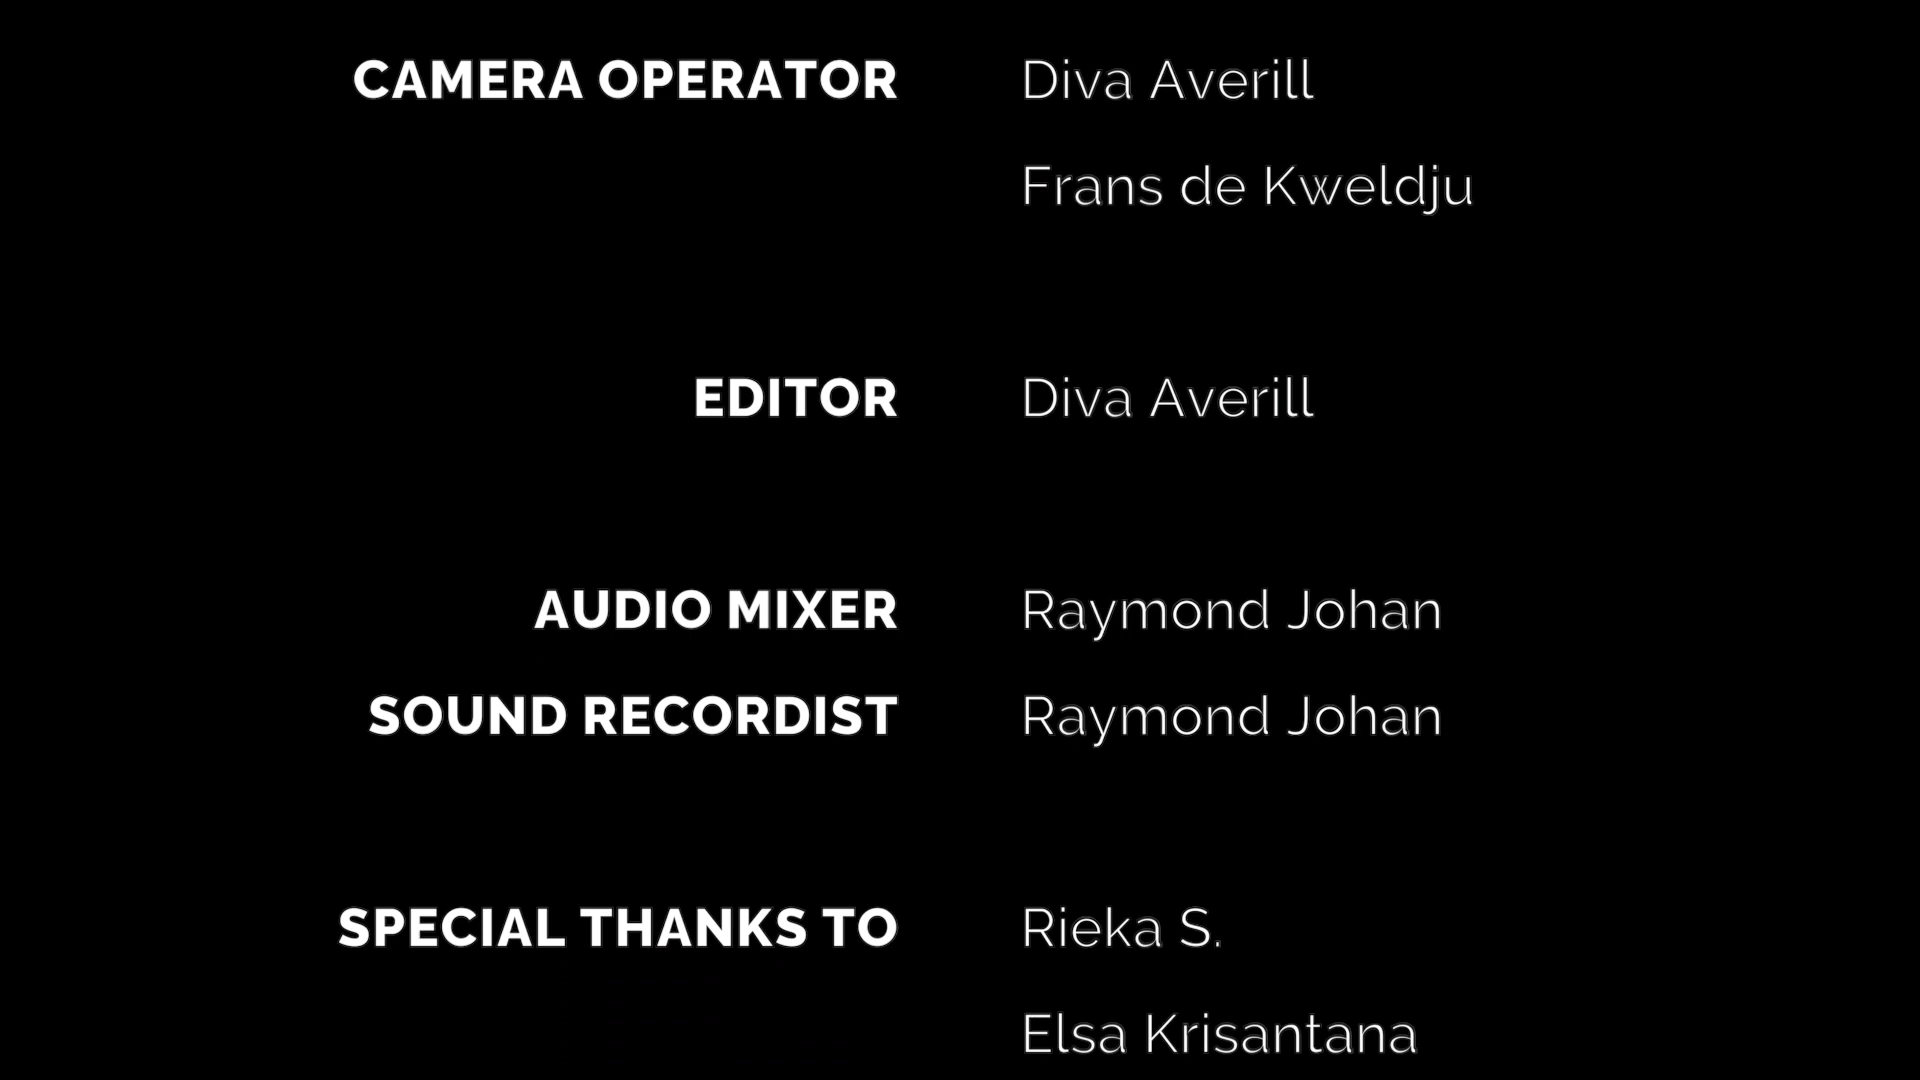 CAMERA OPERATOR Diva Averill
Frans de Kweldju
EDITOR Diva Averill
AUDIO MIXER Raymond Johan
SOUND RECORDIST Raymond Johan
SPECIAL THANKS TO Rieka S.
Elsa Krisantana